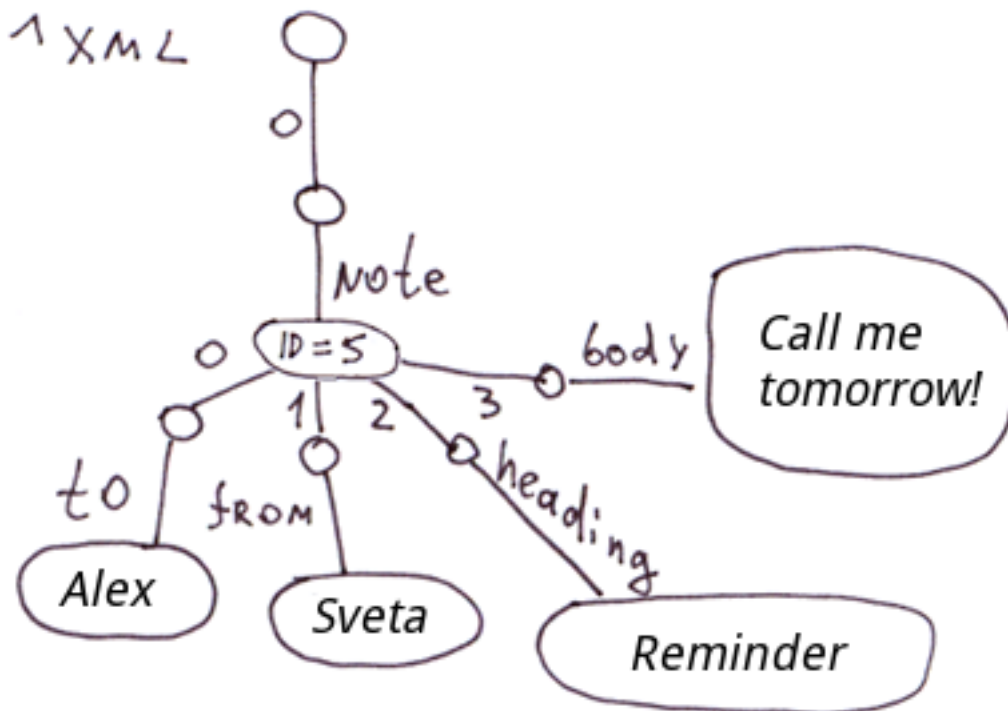 1 XML
0
Note
ID = 5
0
1
2
3
body
Call me
tomorrow!
to
from
heading
Alex
Sveta
Reminder